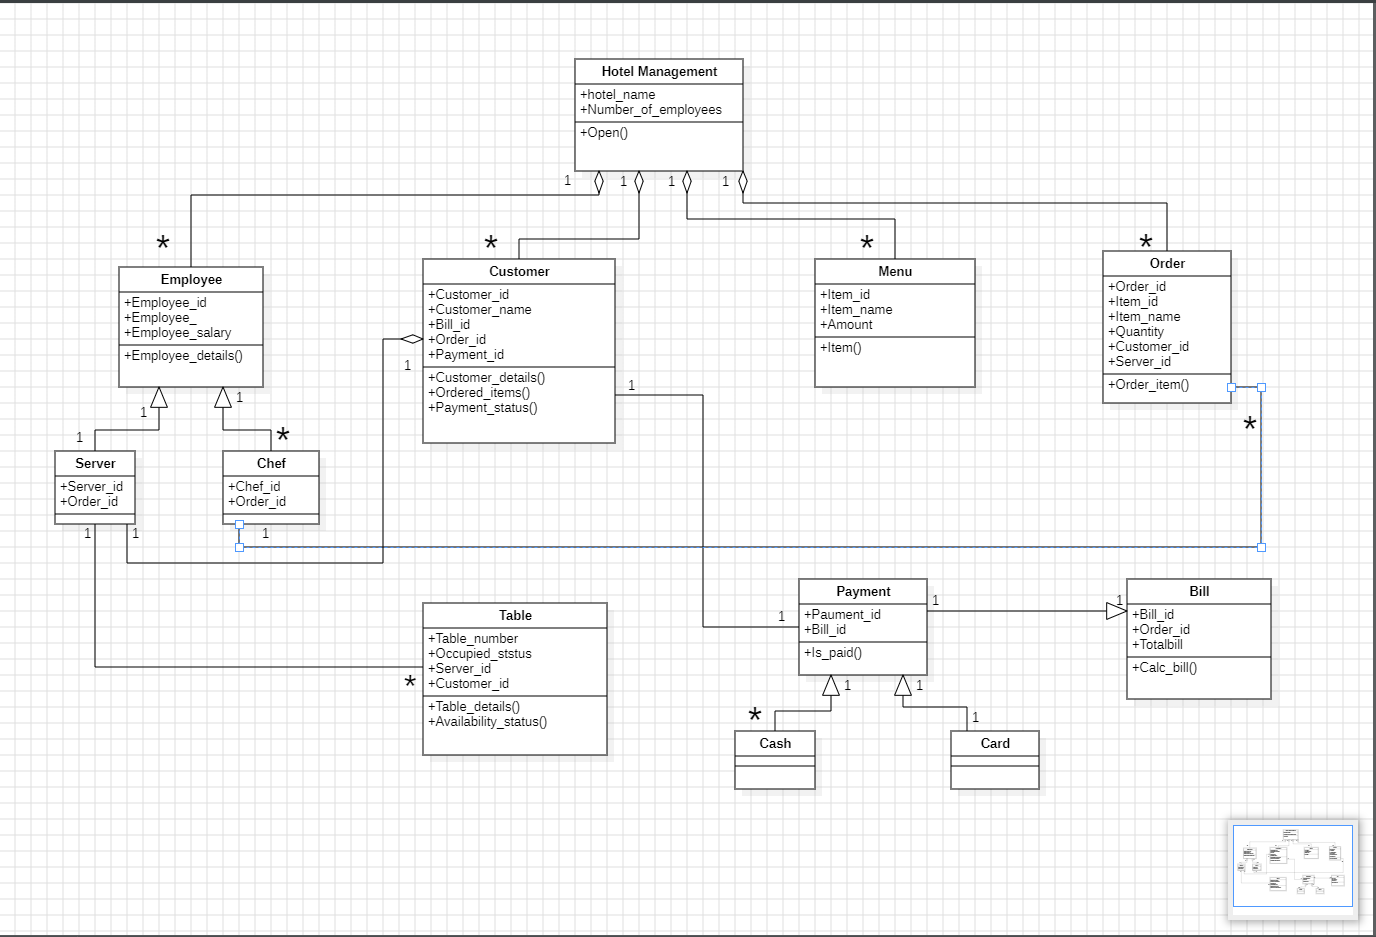 Hotel Management
+hotel_name
+Number_of_employees
+Open()
1
1
1
1
*
*
*
*
Employee
+Employee_id
+Employee_
+Employee_salary
+Employee_details()
Customer
+Customer_id
+Customer_name
+Bill_id
+Order_id
+Payment_id
+Customer_details()
+Ordered_items()
+Payment_status()
Menu
+Item_id
+Item_name
+Amount
+Item()
Order
+Order_id
+Item_id
+Item_name
+Quantity
+Customer_id
+Server_id
+Order_item()
1
1
1
1
*
1
*
Server
+Server_id
+Order_id
Chef
+Chef_id
+Order_id
1
1
1
Table
+Table_number
+Occupied_ststus
+Server_id
+Customer_id
+Table_details()
+Availability_status()
*
1
Payment
+Paument_id
+Bill_id
+Is_paid()
1
1
Bill
+Bill_id
+Order_id
+Totalbill
+Calc_bill()
1
1
*
1
Cash
Card